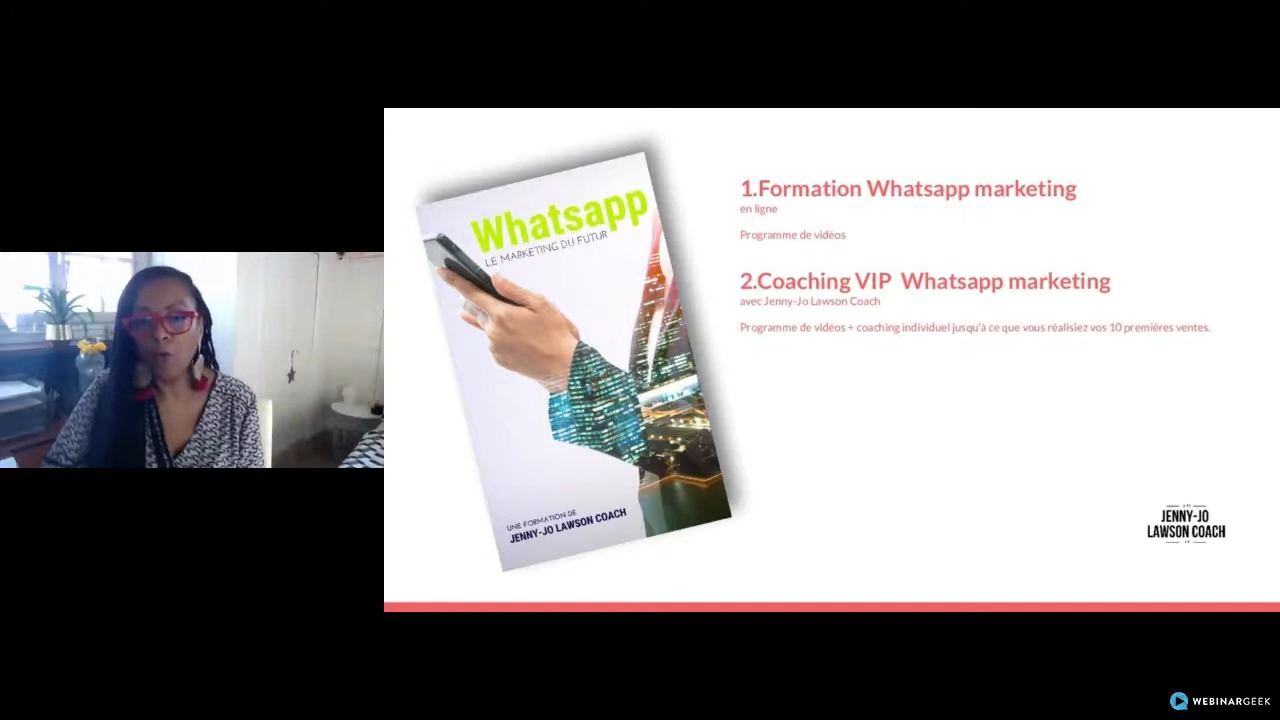 Whatsapp
LE MARKETING DU FUTUR
UNE FORMATION DE
JENNY-JO LAWSON COACH
1.Formation Whatsapp marketing
en ligne
Programme de vidéos
2.Coaching VIP Whatsapp marketing
avec Jenny-Jo Lawson Coach
Programme de vidéos + coaching individuel jusqu'à ce que vous réalisiez vos 10 premières ventes.
JENNY-JO
LAWSON COACH
WEBINARGEEK